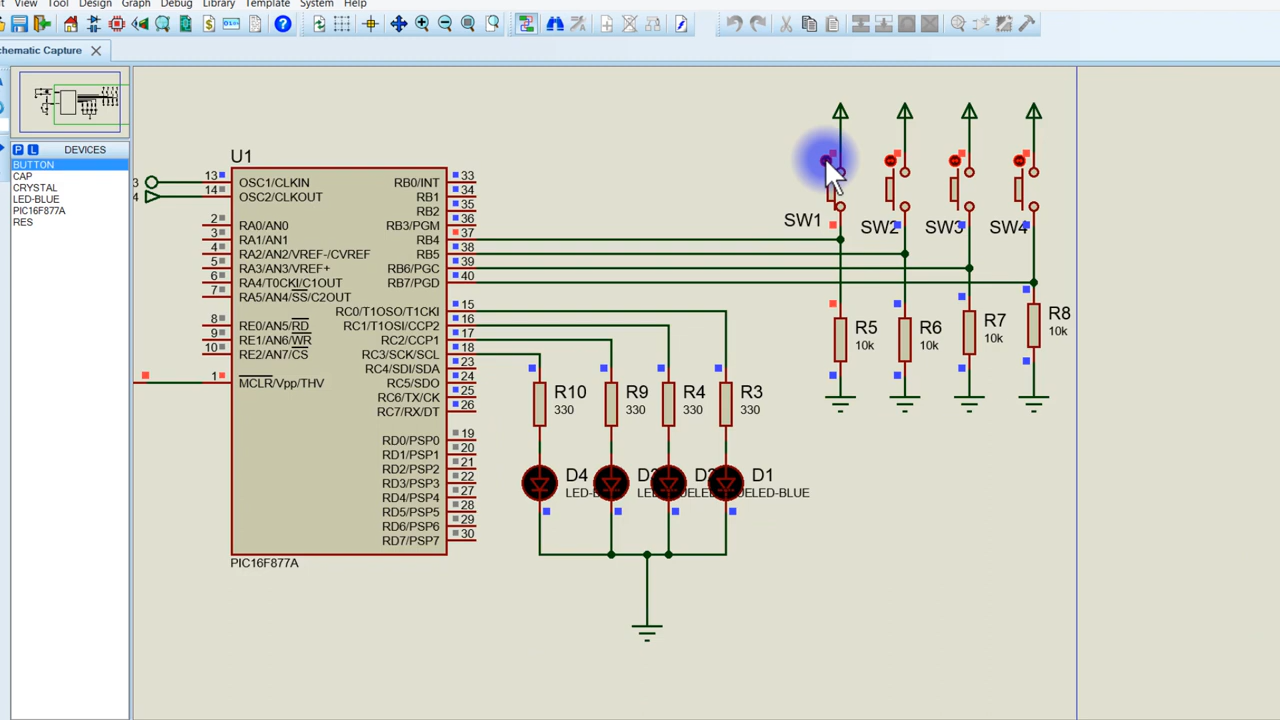 View Tool Design Graph Debug Library Template System Help
chematic Capture
P L DEVICES
BUTTON
CAP
CRYSTAL
LED-BLUE
PIC16F877A
RES
U1
3
4
13 OSC1/CLKIN
14 OSC2/CLKOUT
2 RA0/AN0
3 RA1/AN1
4 RA2/AN2/VREF-/CVREF
5 RA3/AN3/VREF+
6 RA4/T0CKI/C1OUT
7 RA5/AN4/SS/C2OUT
8 RE0/AN5/RD
9 RE1/AN6/WR
10 RE2/AN7/CS
1 MCLR/Vpp/THV
RB0/INT 33
RB1 34
RB2 35
RB3/PGM 36
RB4 37
RB5 38
RB6/PGC 39
RB7/PGD 40
RC0/T1OSO/T1CKI 15
RC1/T1OSI/CCP2 16
RC2/CCP1 17
RC3/SCK/SCL 18
RC4/SDI/SDA 23
RC5/SDO 24
RC6/TX/CK 25
RC7/RX/DT 26
RD0/PSP0 19
RD1/PSP1 20
RD2/PSP2 21
RD3/PSP3 22
RD4/PSP4 27
RD5/PSP5 28
RD6/PSP6 29
RD7/PSP7 30
PIC16F877A
SW1 SW2 SW3 SW4
R5
10k
R6
10k
R7
10k
R8
10k
R10
330
R9
330
R4
330
R3
330
D4
D1
LED-BLUE